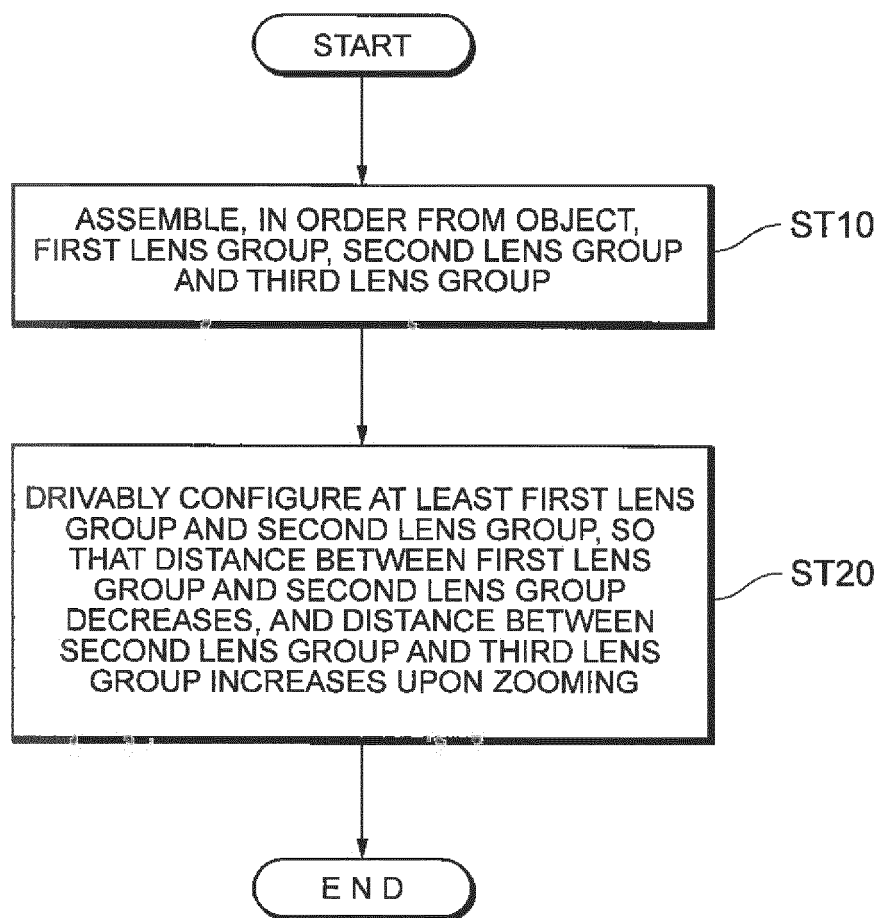 START
ASSEMBLE, IN ORDER FROM OBJECT,
FIRST LENS GROUP, SECOND LENS GROUP
AND THIRD LENS GROUP
ST10
DRIVABLY CONFIGURE AT LEAST FIRST LENS
GROUP AND SECOND LENS GROUP, SO
THAT DISTANCE BETWEEN FIRST LENS
GROUP AND SECOND LENS GROUP
DECREASES, AND DISTANCE BETWEEN
SECOND LENS GROUP AND THIRD LENS
GROUP INCREASES UPON ZOOMING
ST20
E N D